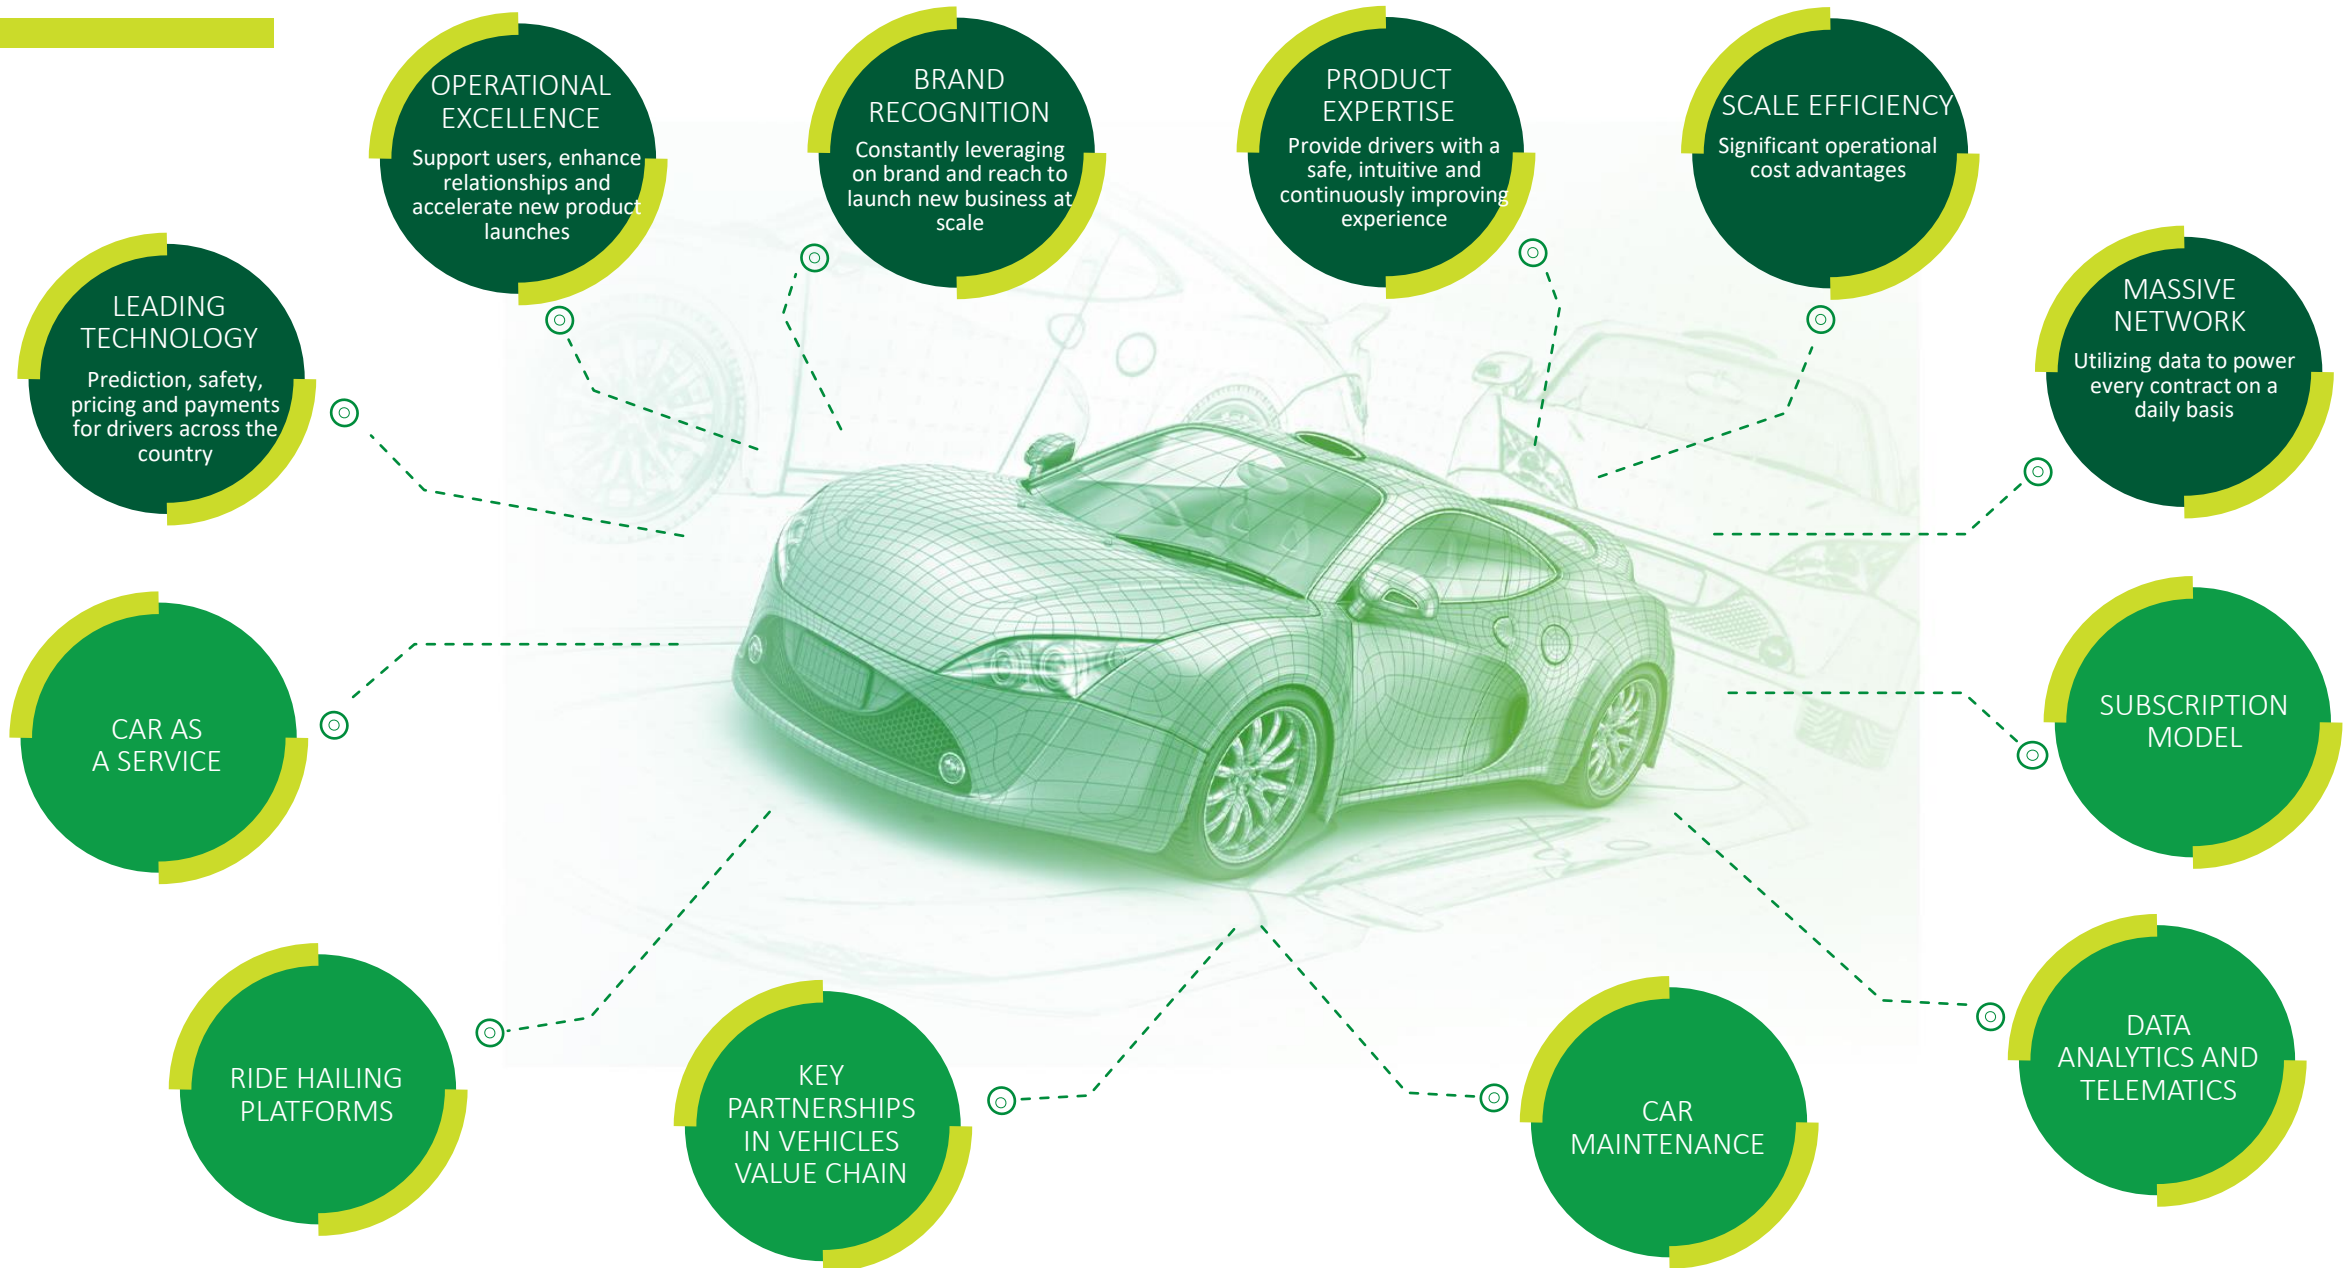 OPERATIONAL
EXCELLENCE
Support users, enhance
relationships and
accelerate new product
launches
BRAND
RECOGNITION
Constantly leveraging
on brand and reach to
launch new business at
scale
PRODUCT
EXPERTISE
Provide drivers with a
safe, intuitive and
continuously improving
experience
SCALE EFFICIENCY
Significant operational
cost advantages
LEADING
TECHNOLOGY
Prediction, safety,
pricing and payments
for drivers across the
country
MASSIVE
NETWORK
Utilizing data to power
every contract on a
daily basis
CAR AS
A SERVICE
SUBSCRIPTION
MODEL
RIDE HAILING
PLATFORMS
KEY
PARTNERSHIPS
IN VEHICLES
VALUE CHAIN
CAR
MAINTENANCE
DATA
ANALYTICS AND
TELEMATICS